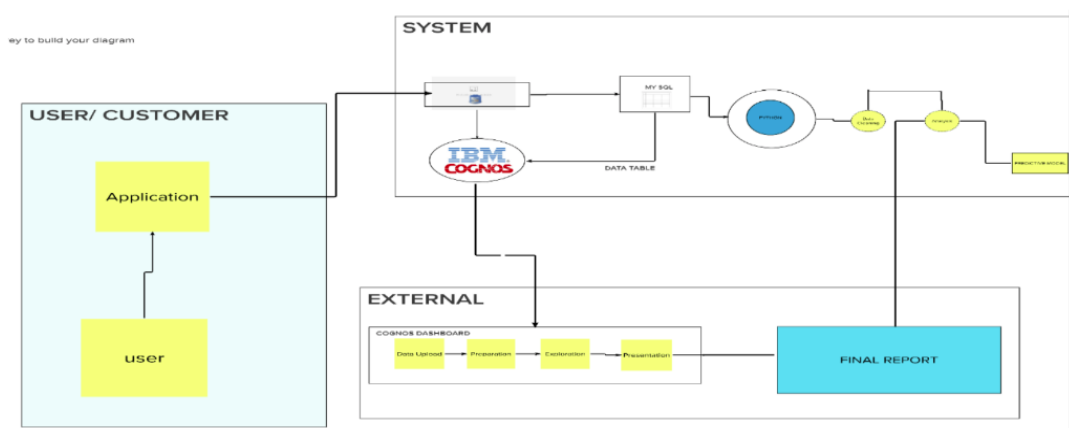 ey to build your diagram
SYSTEM
USER/ CUSTOMER
MY SQL
PYTHON
Data
Cleaning
Analysis
IBM
COGNOS
DATA TABLE
PREDICTIVE MODEL
Application
user
EXTERNAL
COGNOS DASHBOARD
Data Upload
Preparation
Exploration
Presentation
FINAL REPORT